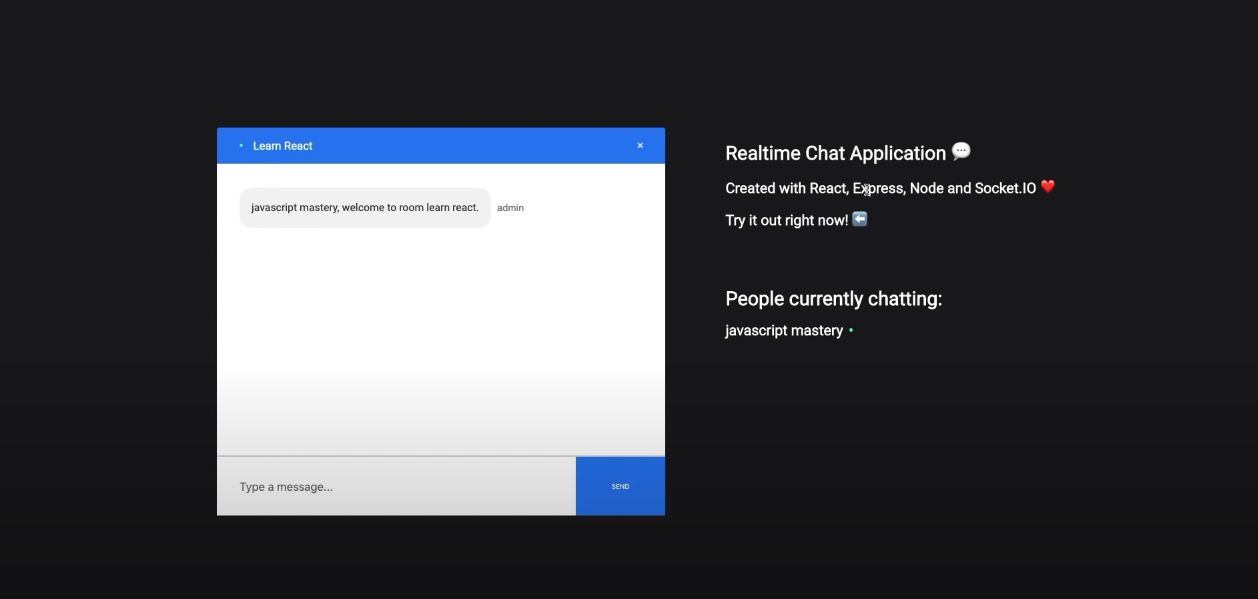 Learn React
×
javascript mastery, welcome to room learn react. admin
Type a message...
SEND
Realtime Chat Application 💬
Created with React, Express, Node and Socket.IO ❤️
Try it out right now! ⬅️
People currently chatting:
javascript mastery